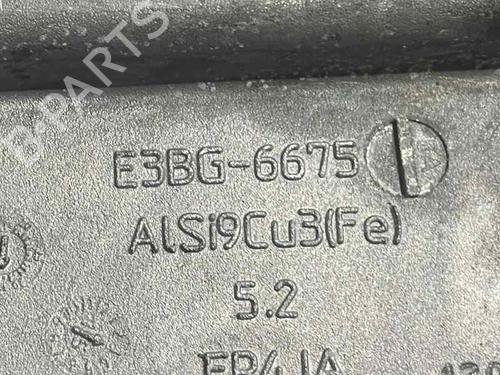 B-PARTS
E3BG-6675
AlSi9Cu3(Fe)
5.2